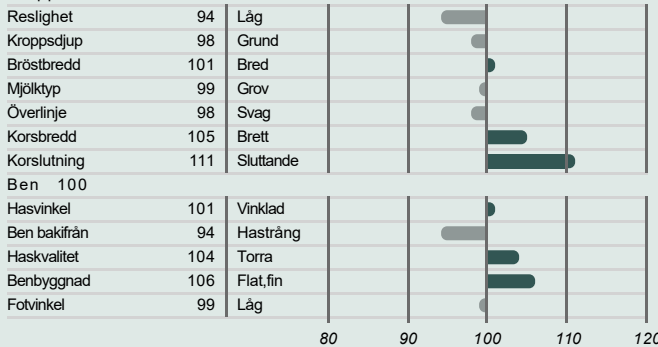 Reslighet 94 Låg
Kroppsdjup 98 Grund
Bröstbredd 101 Bred
Mjölktyp 99 Grov
Överlinje 98 Svag
Korsbredd 105 Brett
Korslutning 111 Sluttande
Ben 100
Hasvinkel 101 Vinklad
Ben bakifrån 94 Hastrång
Haskvalitet 104 Torra
Benbyggnad 106 Flat,fin
Fotvinkel 99 Låg
80 90 100 110 120